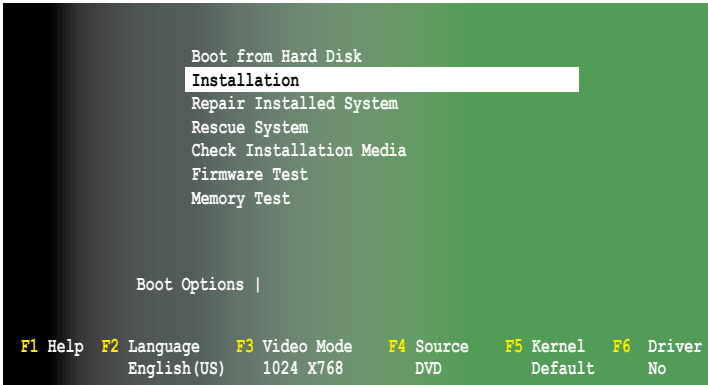 Boot from Hard Disk
Installation
Repair Installed System
Rescue System
Check Installation Media
Firmware Test
Memory Test
Boot Options |
F1 Help F2 Language F3 Video Mode F4 Source F5 Kernel F6 Driver
English(US) 1024 X768 DVD Default No